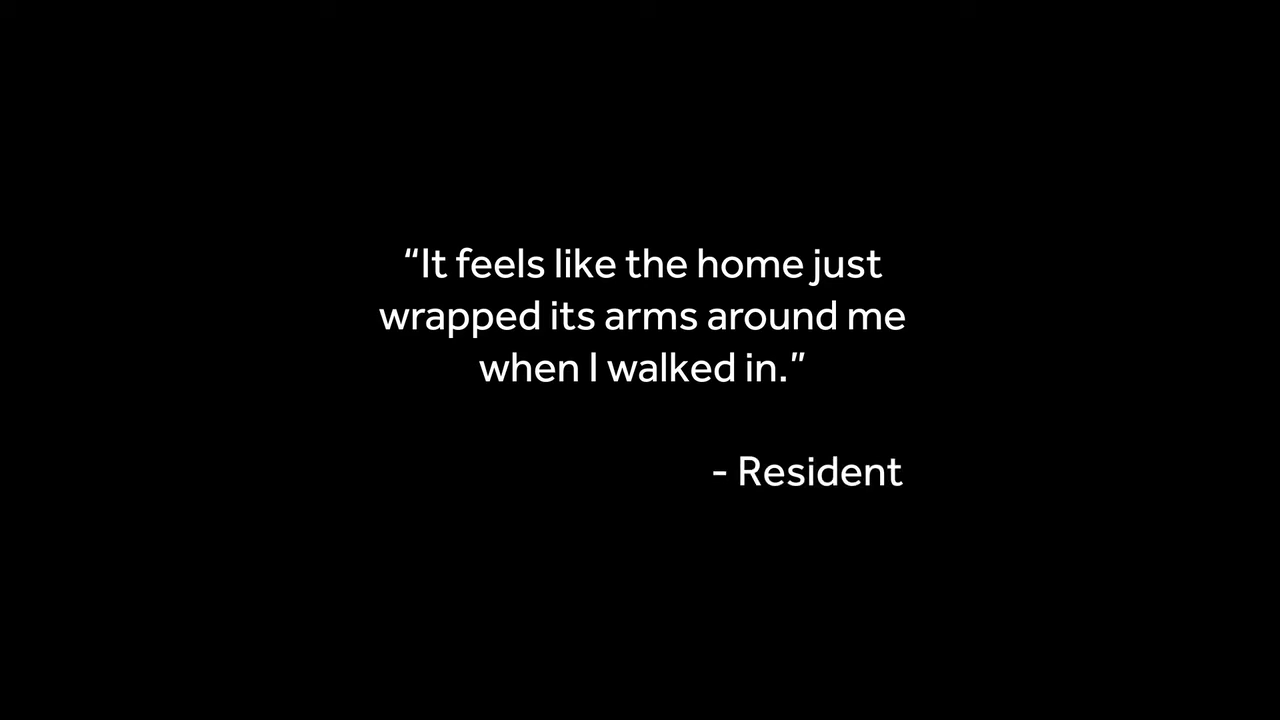 “It feels like the home just
wrapped its arms around me
when I walked in.”
- Resident